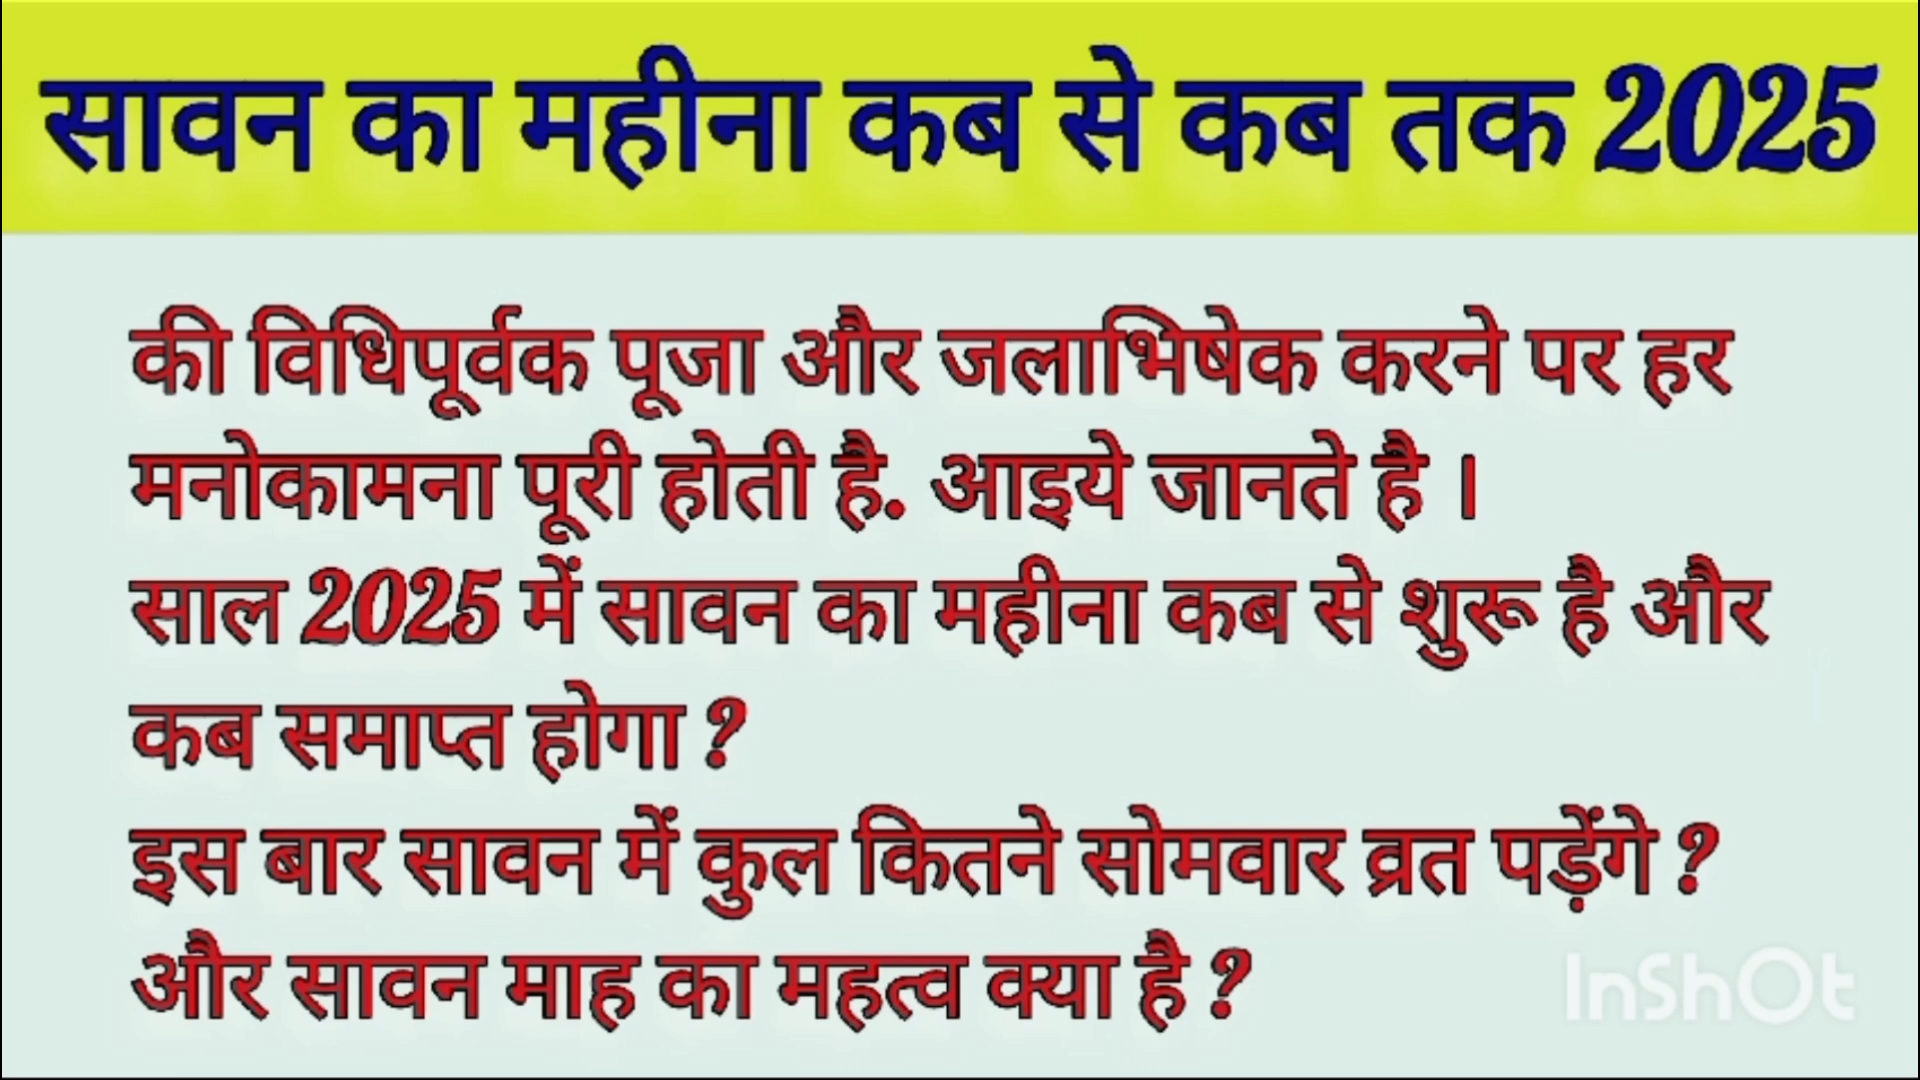 सावन का महीना कब से कब तक 2025
की विधिपूर्वक पूजा और जलाभिषेक करने पर हर
मनोकामना पूरी होती है. आइये जानते है ।
साल 2025 में सावन का महीना कब से शुरू है और
कब समाप्त होगा ?
इस बार सावन में कुल कितने सोमवार व्रत पड़ेंगे ?
और सावन माह का महत्व क्या है ?
InShOt